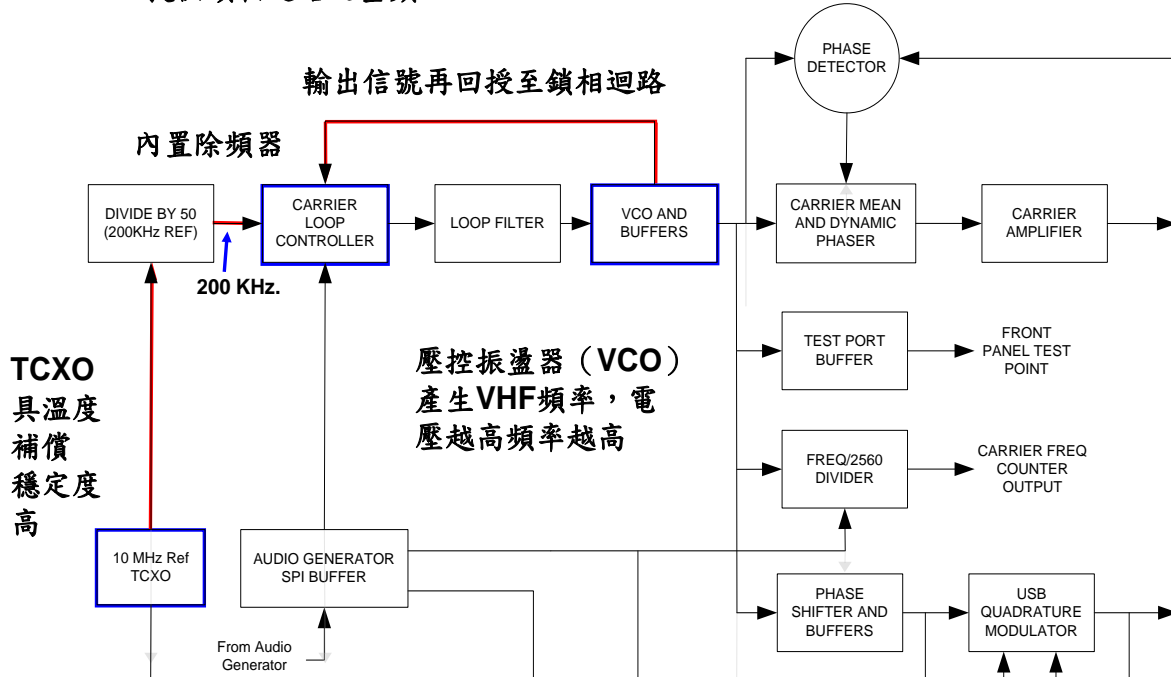 PHASE
DETECTOR
輸出信號再回授至鎖相迴路
內置除頻器
DIVIDE BY 50
(200KHz REF)
CARRIER
LOOP
CONTROLLER
LOOP FILTER
VCO AND
BUFFERS
CARRIER MEAN
AND DYNAMIC
PHASER
CARRIER
AMPLIFIER
200 KHz.
TEST PORT
BUFFER
FRONT
PANEL TEST
POINT
TCXO
具溫度
補償
穩定度
高
壓控振盪器（VCO）
產生VHF頻率，電
壓越高頻率越高
FREQ/2560
DIVIDER
CARRIER FREQ
COUNTER
OUTPUT
10 MHz Ref
TCXO
AUDIO GENERATOR
SPI BUFFER
PHASE
SHIFTER AND
BUFFERS
USB
QUADRATURE
MODULATOR
From Audio
Generator